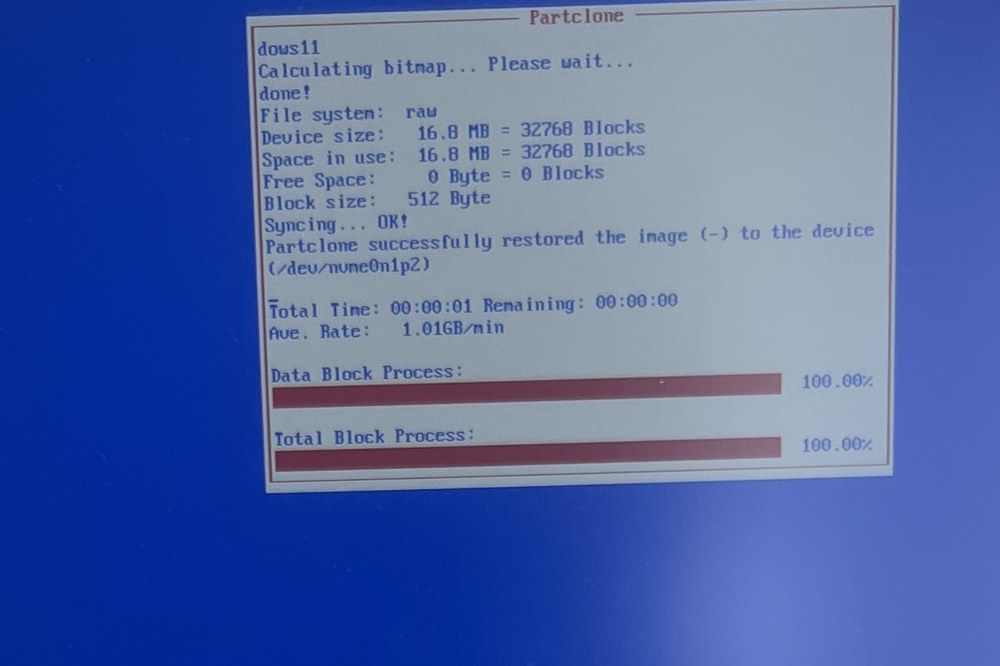 Partclone
dows11
Calculating bitmap... Please wait...
done!
File system: raw
Device size: 16.8 MB = 32768 Blocks
Space in use: 16.8 MB = 32768 Blocks
Free Space: 0 Byte = 0 Blocks
Block size: 512 Byte
Syncing... OK!
Partclone successfully restored the image (-) to the device
(/dev/nvme0n1p2)
Total Time: 00:00:01 Remaining: 00:00:00
Ave. Rate: 1.01GB/min
Data Block Process:
100.00%
Total Block Process:
100.00%